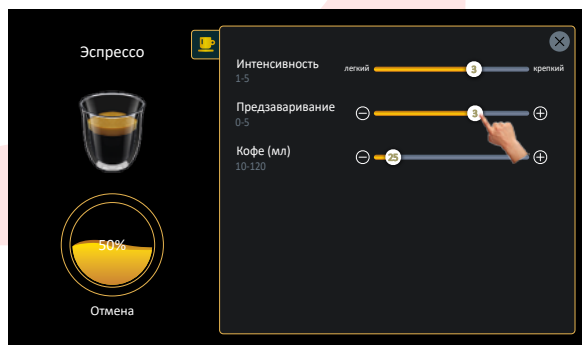 Эспрессо
50%
Отмена
Интенсивность
1-5
легкий
3
крепкий
Предзаваривание
0-5
3
Кофе (мл)
10-120
25